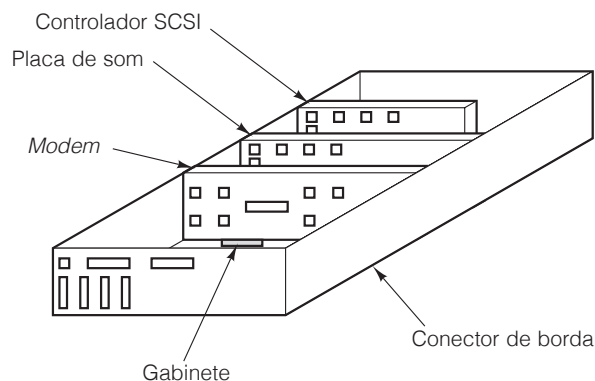 Controlador SCSI
Placa de som
Modem
Conector de borda
Gabinete